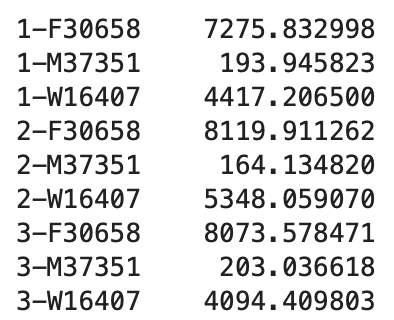 1-F30658    7275.832998
1-M37351     193.945823
1-W16407    4417.206500
2-F30658    8119.911262
2-M37351     164.134820
2-W16407    5348.059070
3-F30658    8073.578471
3-M37351     203.036618
3-W16407    4094.409803